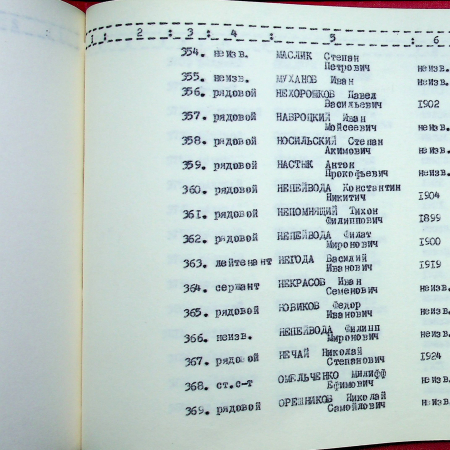 1: 2 : 3 : 4 : 5 : 6
354. неизв. МАСЛИК Степан неизв.
Петрович
355. неизв. МУХАНОВ Иван неизв.
356. рядовой НЕХОРОШКОВ Павел
Васильевич 1902
357. рядовой НАВРОЦКИЙ Иван
Мойсеевич неизв.
358. рядовой НОСИЛЬСКИЙ Степан
Акимович неизв.
359. рядовой НАСТЫК Антон
Прокофьевич неизв.
360. рядовой НЕПЕЙВОДА Константин
Никитич 1904
361. рядовой НЕПОМНЯЩИЙ Тихон
Филиппович 1899
362. рядовой НЕПЕЙВОДА Филат
Миронович 1900
363. лейтенант НЕГОДА Василий
Иванович 1919
364. сержант НЕКРАСОВ Иван
Семенович неизв.
365. рядовой НОВИКОВ Федор
Иванович неизв.
366. неизв. НЕПЕЙВОДА Филипп
Миронович неизв.
367. рядовой НЕЧАЙ Николай
Степанович 1924
368. ст.с-т ОМЕЛЬЧЕНКО Милифф
Ефимович неизв.
369. рядовой ОРЕШНИКОВ Николай
Самойлович неизв.